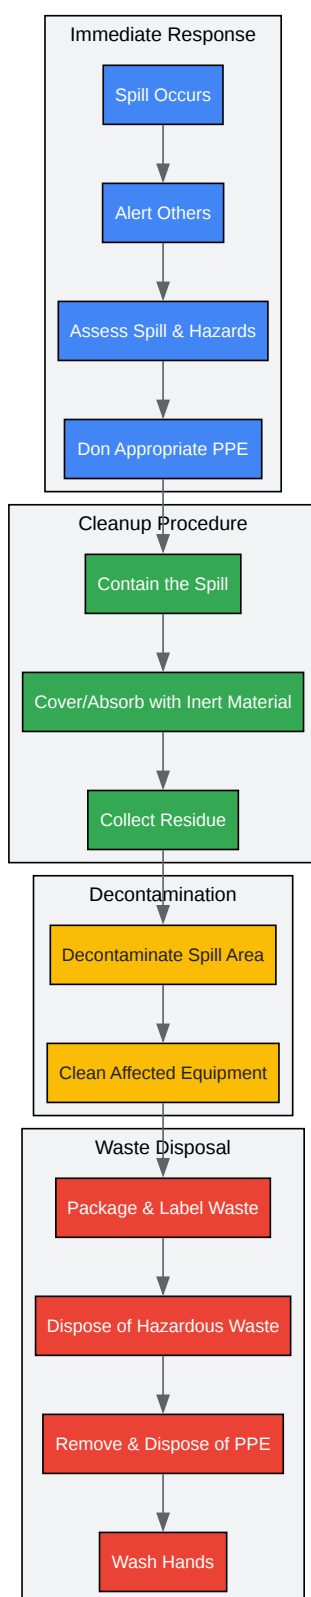 Immediate Response
Spill Occurs
Alert Others
Assess Spill & Hazards
Don Appropriate PPE
Cleanup Procedure
Contain the Spill
Cover/Absorb with Inert Material
Collect Residue
Decontamination
Decontaminate Spill Area
Clean Affected Equipment
Waste Disposal
Package & Label Waste
Dispose of Hazardous Waste
Remove & Dispose of PPE
Wash Hands